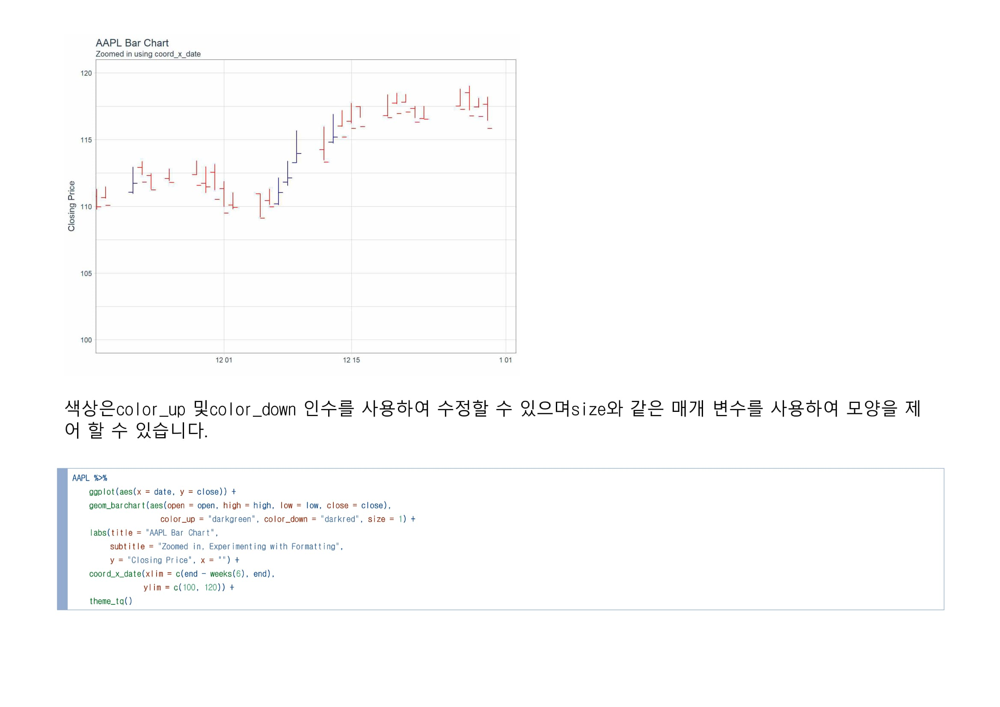 AAPL Bar Chart
Zoomed in using coord_x_date
120
115
110
105
100
Closing Price
12 01
12 15
1 01
색상은color_up 및color_down 인수를 사용하여 수정할 수 있으며size와 같은 매개 변수를 사용하여 모양을 제
어 할 수 있습니다.
AAPL %>%
ggplot(aes(x = date, y = close)) +
geom_barchart(aes(open = open, high = high, low = low, close = close),
color_up = "darkgreen", color_down = "darkred", size = 1) +
labs(title = "AAPL Bar Chart",
subtitle = "Zoomed in, Experimenting with Formatting",
y = "Closing Price", x = "") +
coord_x_date(xlim = c(end - weeks(6), end),
ylim = c(100, 120)) +
theme_tq()